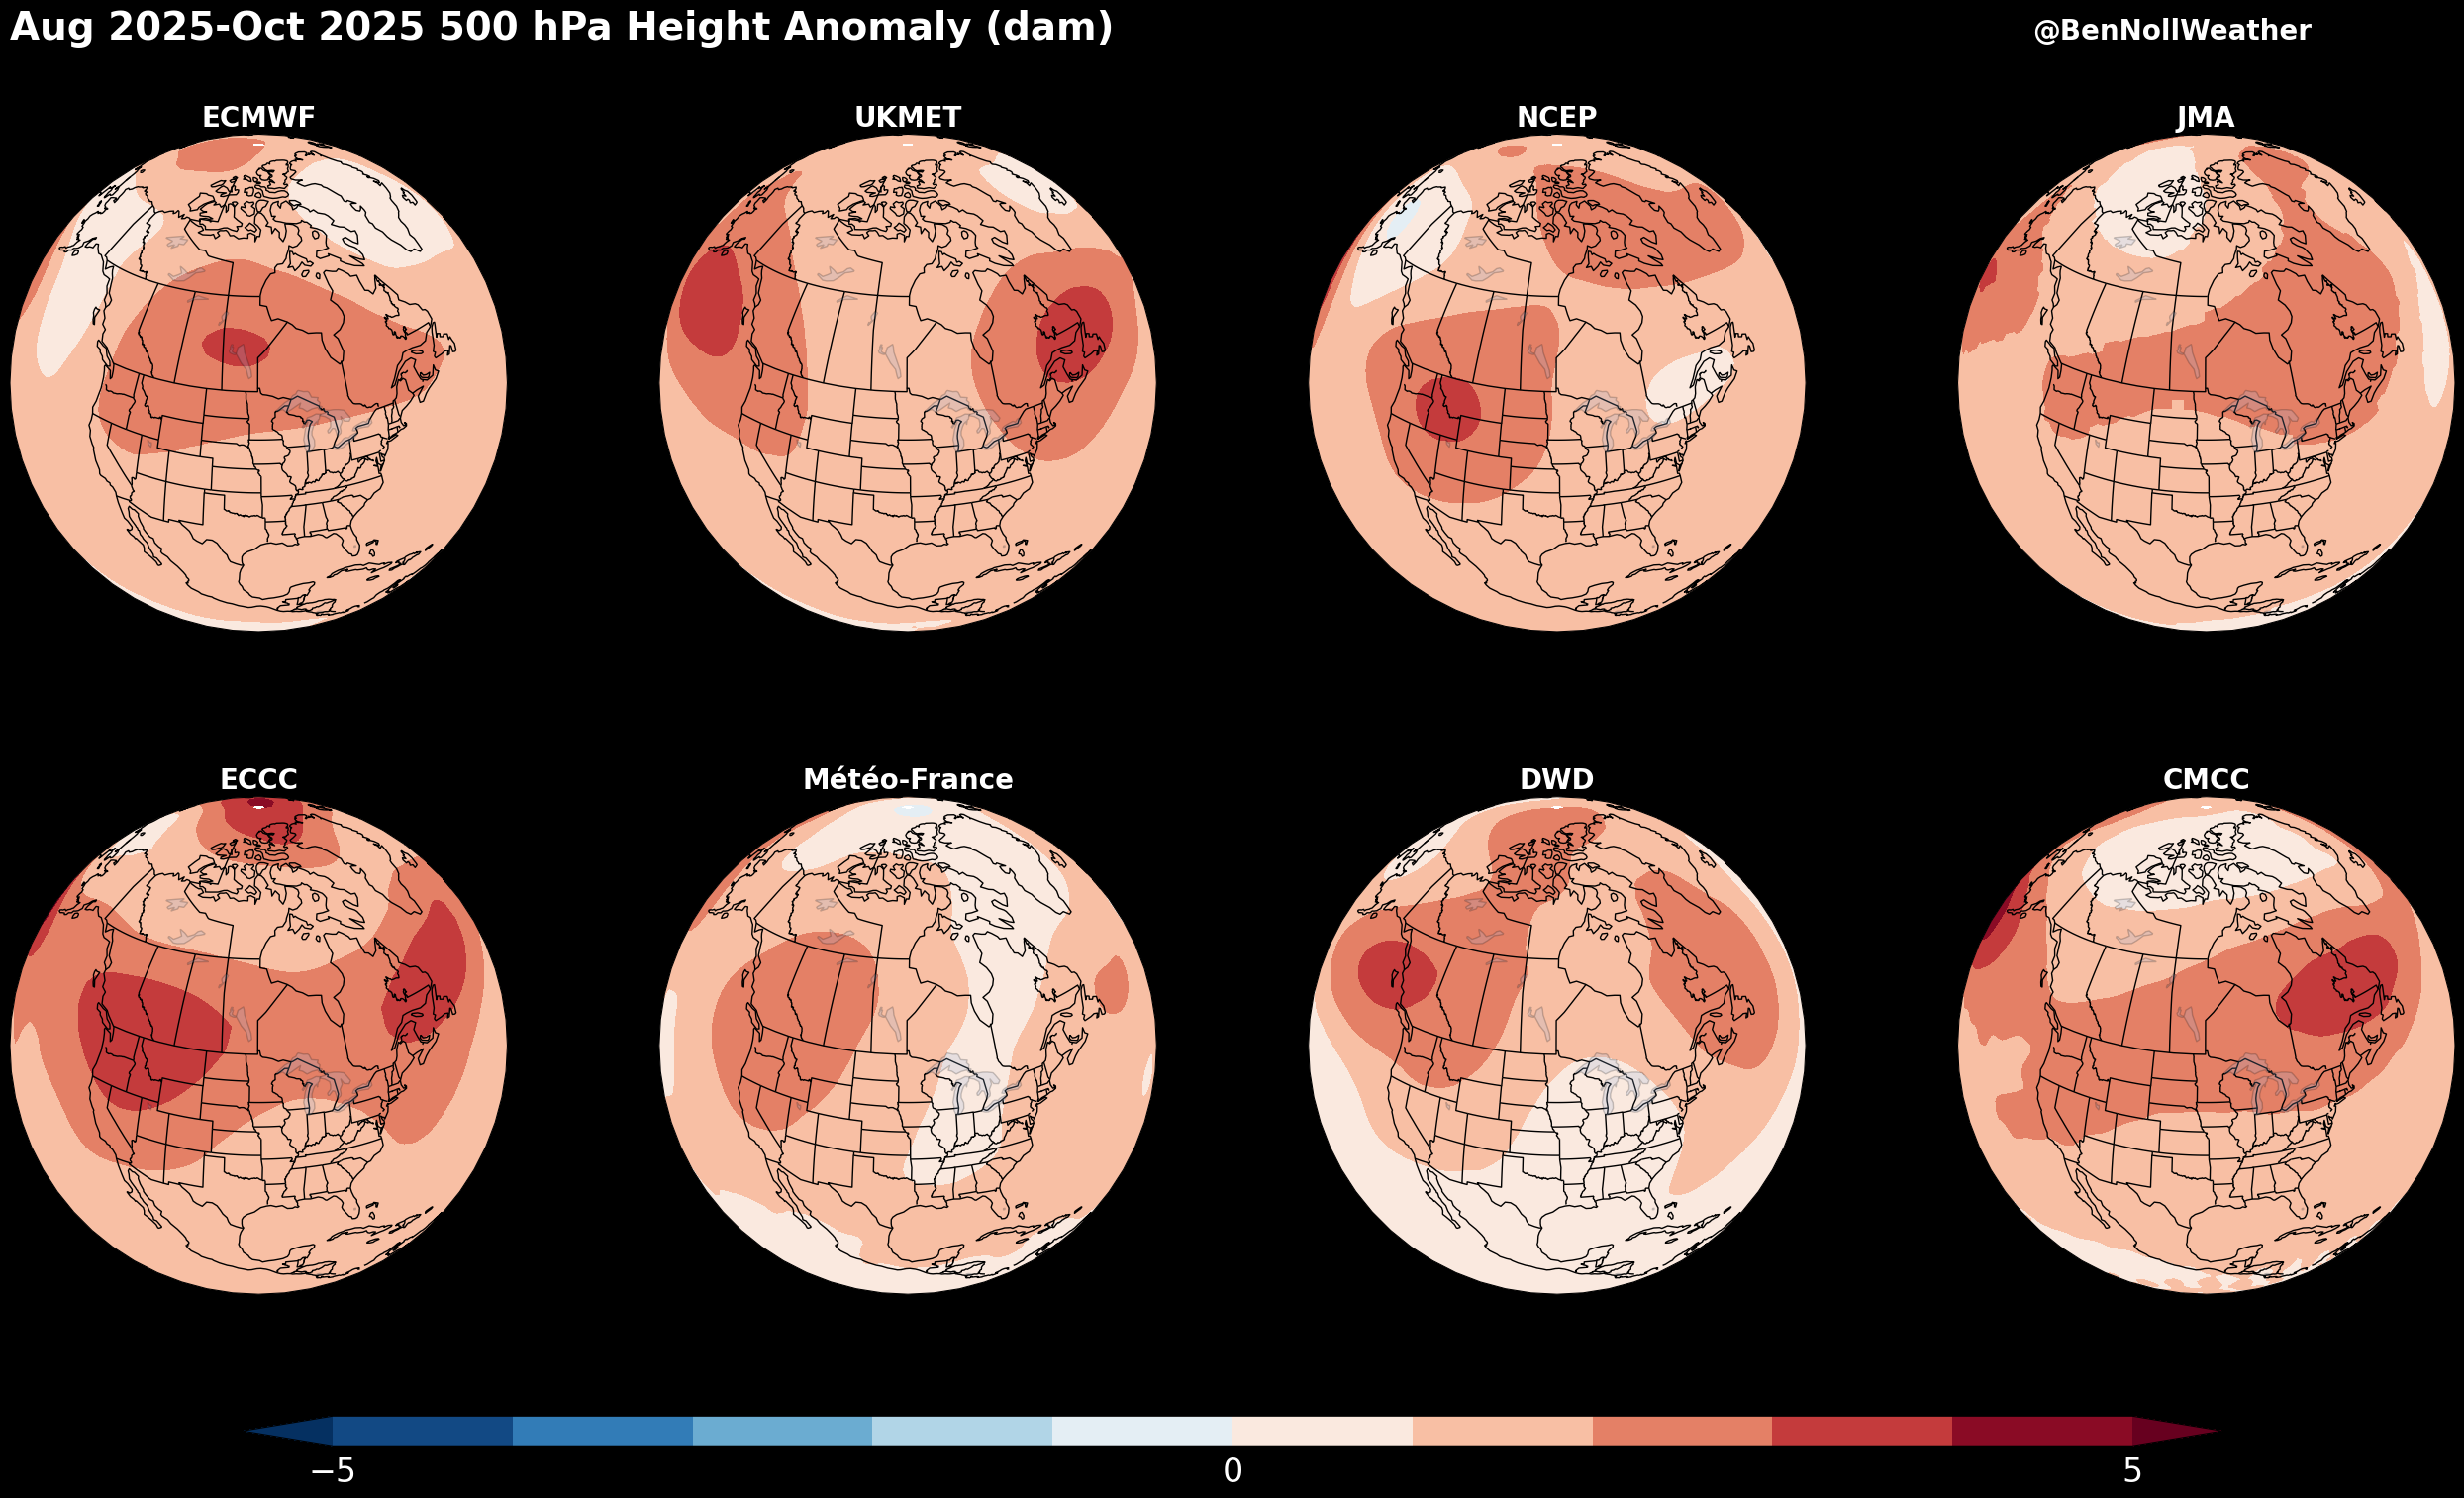 Aug 2025-Oct 2025 500 hPa Height Anomaly (dam)
@BenNollWeather
ECMWF
UKMET
NCEP
JMA
ECCC
Météo-France
DWD
CMCC
−5
0
5